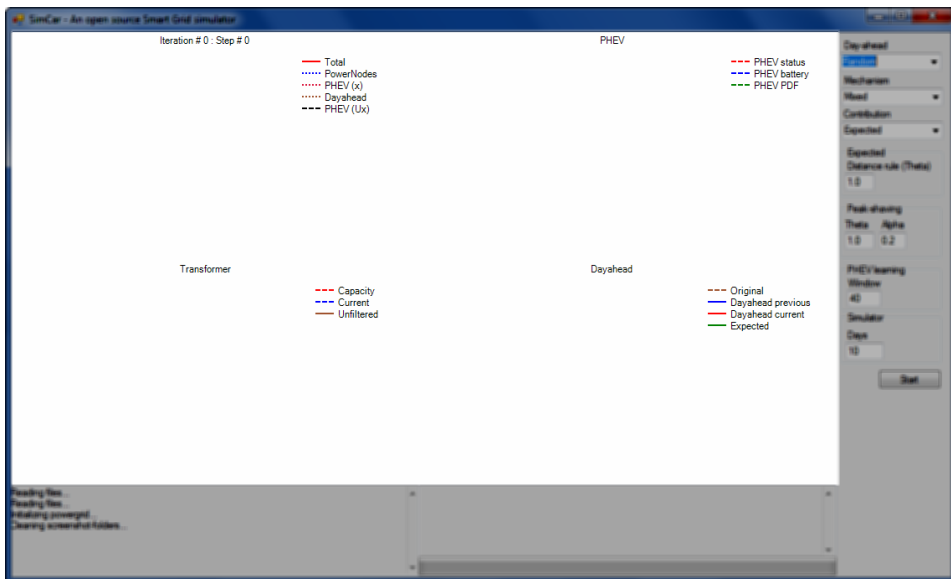 SimCar - An open source Smart Grid simulator
Iteration # 0 : Step # 0
Total
PowerNodes
PHEV (x)
Dayahead
PHEV (Ux)
PHEV
PHEV status
PHEV battery
PHEV PDF
Transformer
Capacity
Current
Unfiltered
Dayahead
Original
Dayahead previous
Dayahead current
Expected
Day-ahead
Random
Mechanism
Mixed
Contribution
Expected
Expected
Distance rule (Theta)
1.0
Peak-shaving
Theta Alpha
1.0 0.2
PHEV learning
Window
40
Simulator
Days
10
Start
Reading files...
Reading files...
Initializing powergrid...
Cleaning screenshot-folders...